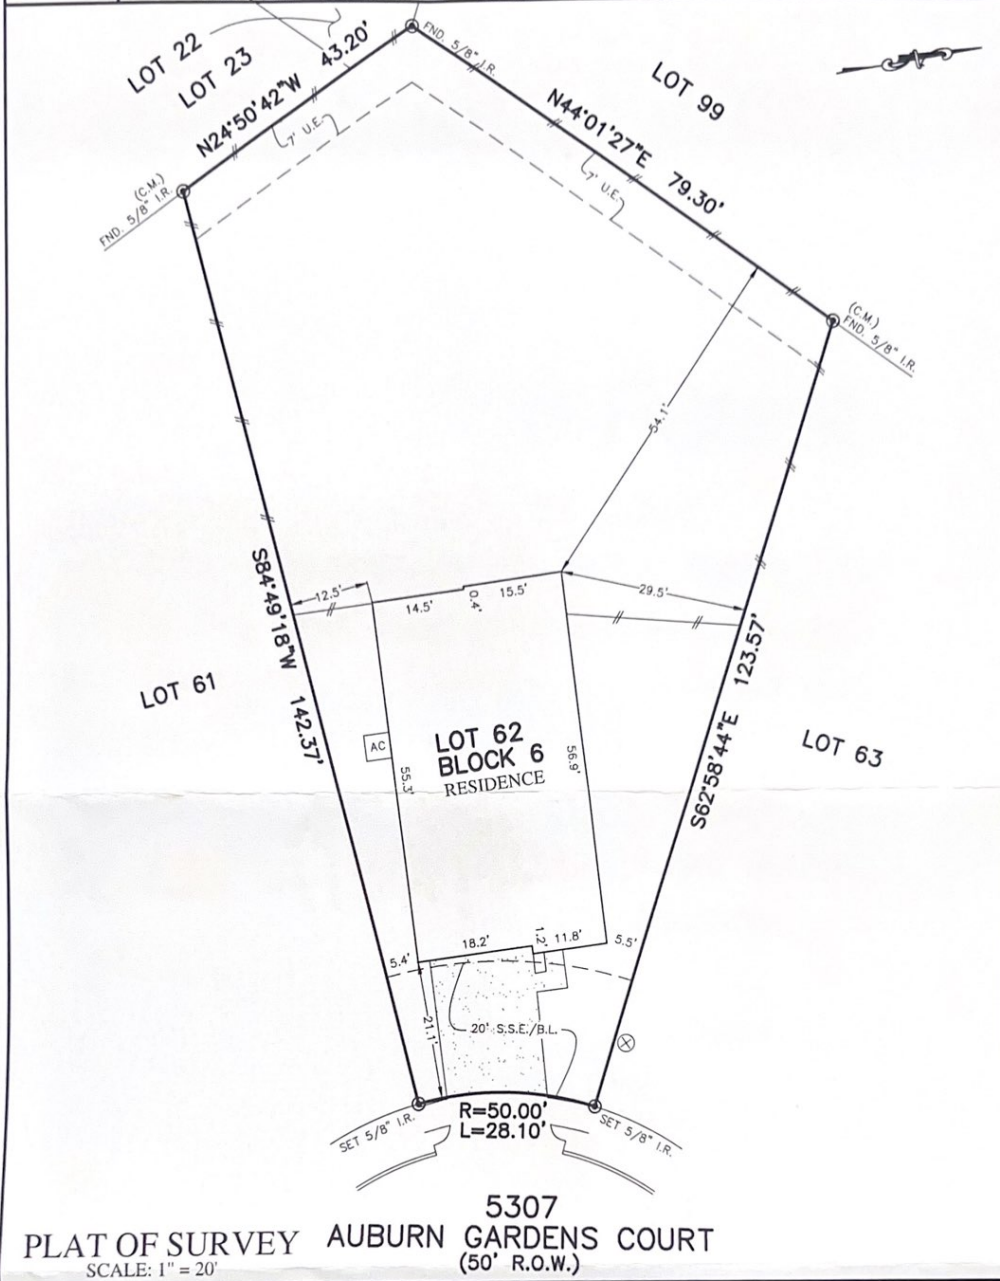 LOT 22
LOT 23
N24°50'42"W 43.20'
FND. 5/8" I.R.
LOT 99
N44°01'27"E 79.30'
7' U.E.
7' U.E.
(C.M.)
FND. 5/8" I.R.
(C.M.)
FND. 5/8" I.R.
54.1'
12.5'
14.5'
0.4'
15.5'
29.5'
S84°49'18"W 142.37'
S62°58'44"E 123.57'
LOT 61
LOT 63
AC
LOT 62
BLOCK 6
RESIDENCE
55.3'
56.9'
18.2'
1.2'
11.8'
5.5'
5.4'
21.1'
20' S.S.E./B.L.
R=50.00'
L=28.10'
SET 5/8" I.R.
SET 5/8" I.R.
5307
AUBURN GARDENS COURT
(50' R.O.W.)
PLAT OF SURVEY
SCALE: 1" = 20'